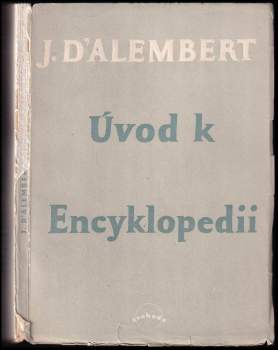 J. D'ALEMBERT
Úvod k
Encyklopedii
svoboda
J. D'ALEMBERT